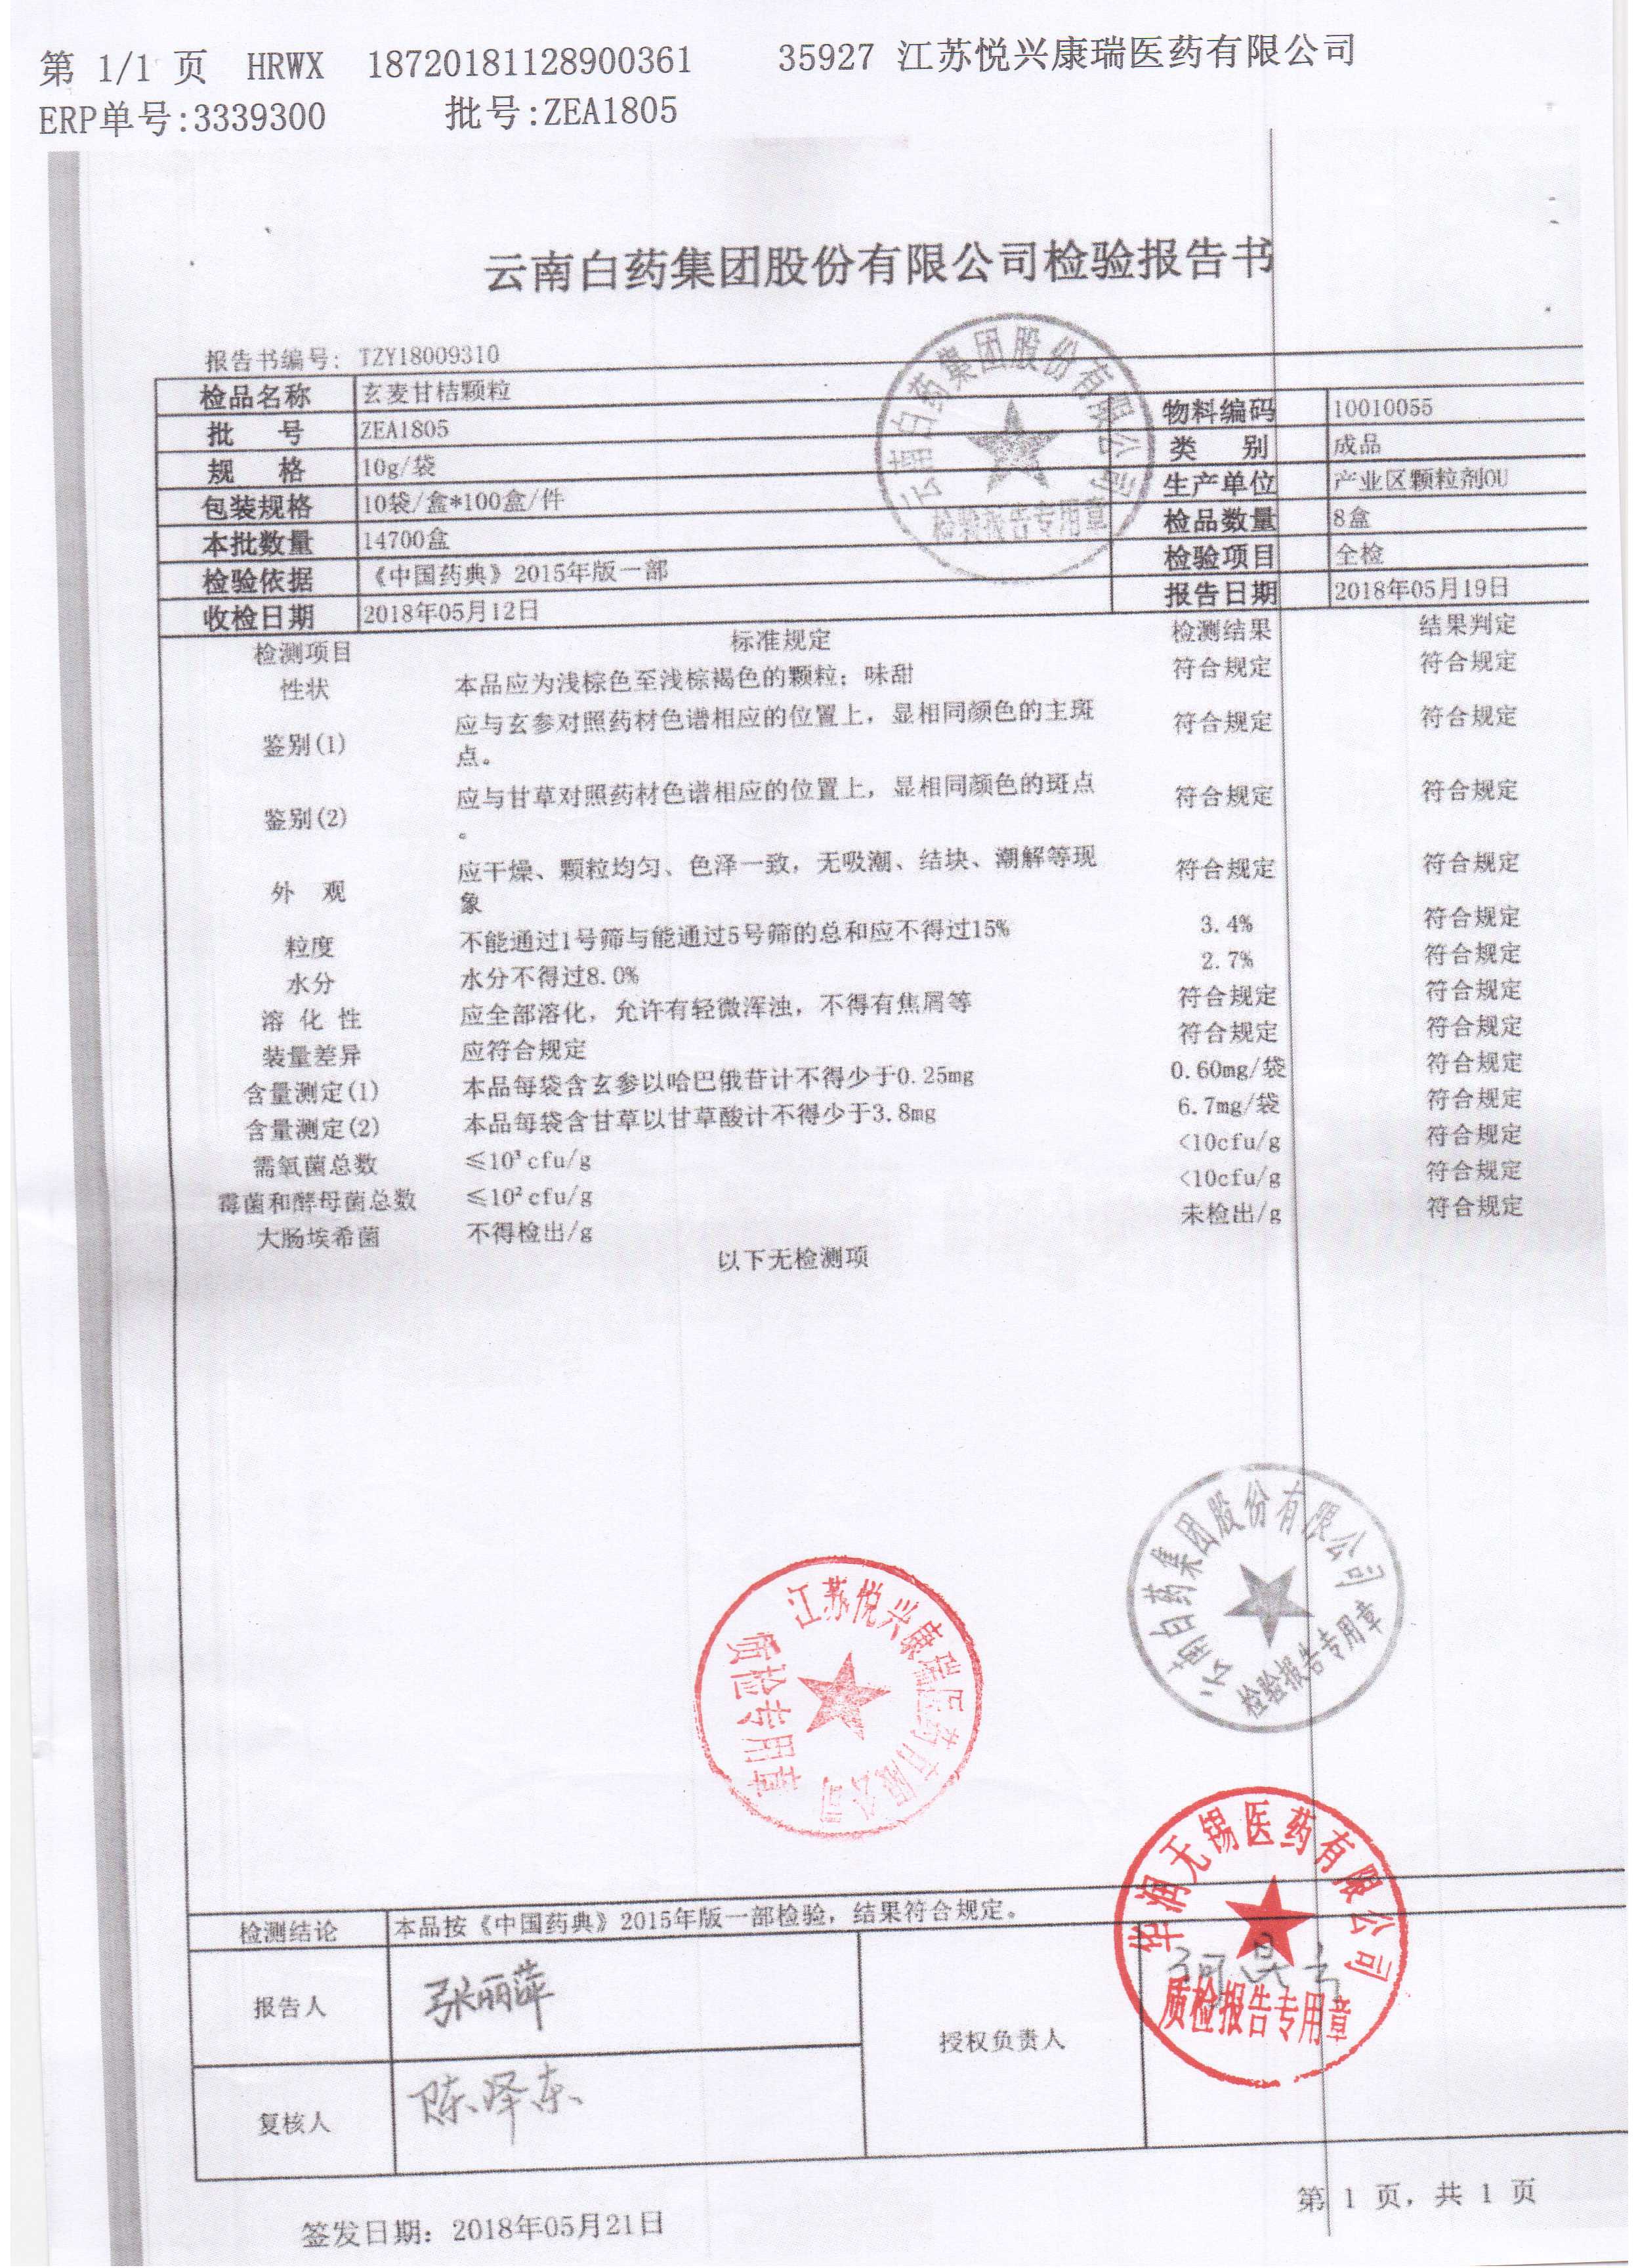 第 1/1 页 HRWX 18720181128900361 35927 江苏悦兴康瑞医药有限公司
ERP单号:3339300 批号:ZEA1805
云南白药集团股份有限公司检验报告书
报告书编号: TZY18009310
检品名称 玄麦甘桔颗粒 物料编码 10010055
批 号 ZEA1805 类 别 成品
规 格 10g/袋 生产单位 产业区颗粒剂OU
包装规格 10袋/盒*100盒/件 检品数量 8盒
本批数量 14700盒 检验项目 全检
检验依据 《中国药典》2015年版一部 报告日期 2018年05月19日
收检日期 2018年05月12日
检测项目 标准规定 检测结果 结果判定
性状 本品应为浅棕色至浅棕褐色的颗粒；味甜 符合规定 符合规定
鉴别(1) 应与玄参对照药材色谱相应的位置上，显相同颜色的主斑 符合规定 符合规定
点。
鉴别(2) 应与甘草对照药材色谱相应的位置上，显相同颜色的斑点 符合规定 符合规定
。
外 观 应干燥、颗粒均匀、色泽一致，无吸潮、结块、潮解等现 符合规定 符合规定
象
粒度 不能通过1号筛与能通过5号筛的总和应不得过15% 3.4% 符合规定
水分 水分不得过8.0% 2.7% 符合规定
溶 化 性 应全部溶化，允许有轻微浑浊，不得有焦屑等 符合规定 符合规定
装量差异 应符合规定 符合规定 符合规定
含量测定(1) 本品每袋含玄参以哈巴俄苷计不得少于0.25mg 0.60mg/袋 符合规定
含量测定(2) 本品每袋含甘草以甘草酸计不得少于3.8mg 6.7mg/袋 符合规定
需氧菌总数 ≤10³cfu/g <10cfu/g 符合规定
霉菌和酵母菌总数 ≤10²cfu/g <10cfu/g 符合规定
大肠埃希菌 不得检出/g 未检出/g 符合规定
以下无检测项
云南白药集团股份有限公司
检验报告专用章
云南白药集团股份有限公司
检验报告专用章
江苏悦兴康瑞医药有限公司
质检专用章
华润无锡医药有限公司
质检报告专用章
检测结论 本品按《中国药典》2015年版一部检验，结果符合规定。
报告人 张丽萍
授权负责人
复核人 陈泽东
第 1 页，共 1 页
签发日期：2018年05月21日